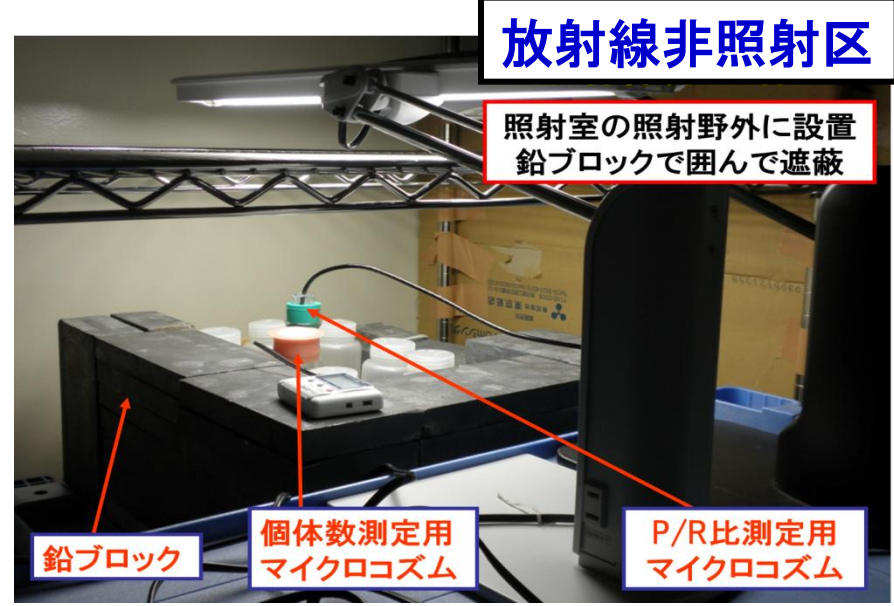 放射線非照射区
照射室の照射野外に設置
鉛ブロックで囲んで遮蔽
鉛ブロック
個体数測定用
マイクロコズム
P/R比測定用
マイクロコズム